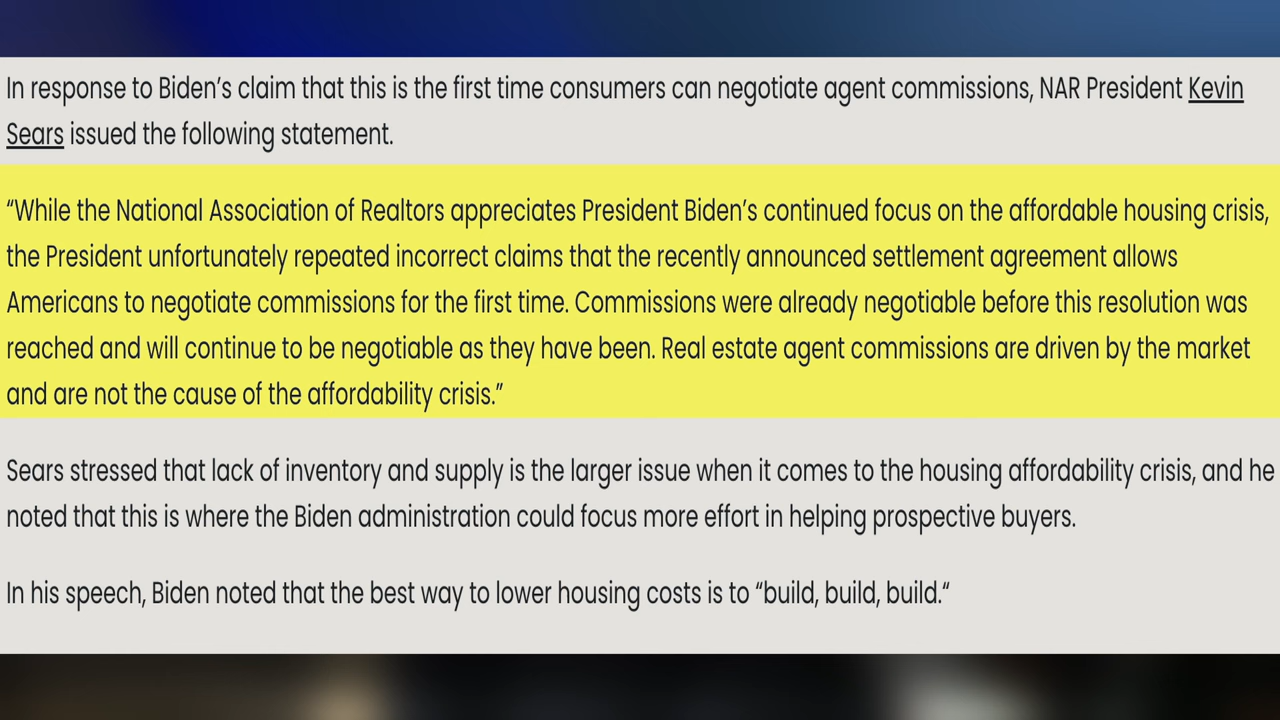 In response to Biden’s claim that this is the first time consumers can negotiate agent commissions, NAR President Kevin
Sears issued the following statement.
“While the National Association of Realtors appreciates President Biden’s continued focus on the affordable housing crisis,
the President unfortunately repeated incorrect claims that the recently announced settlement agreement allows
Americans to negotiate commissions for the first time. Commissions were already negotiable before this resolution was
reached and will continue to be negotiable as they have been. Real estate agent commissions are driven by the market
and are not the cause of the affordability crisis.”
Sears stressed that lack of inventory and supply is the larger issue when it comes to the housing affordability crisis, and he
noted that this is where the Biden administration could focus more effort in helping prospective buyers.
In his speech, Biden noted that the best way to lower housing costs is to “build, build, build.“